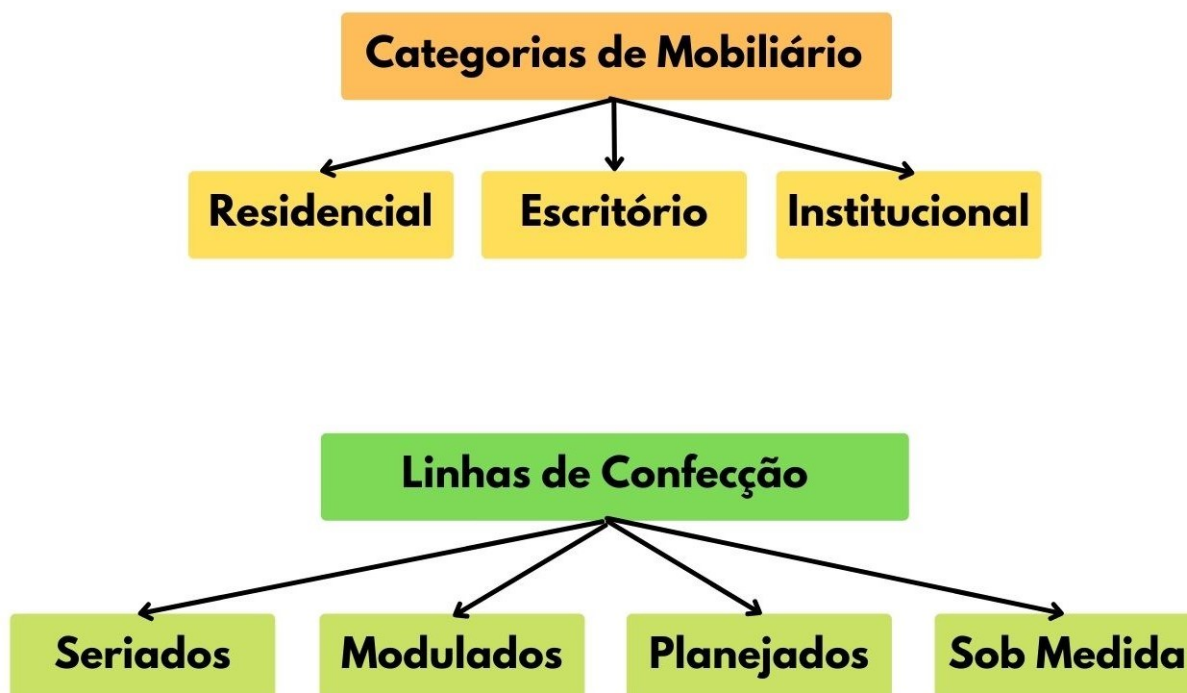 Categorias de Mobiliário
Residencial
Escritório
Institucional
Linhas de Confecção
Seriados
Modulados
Planejados
Sob Medida